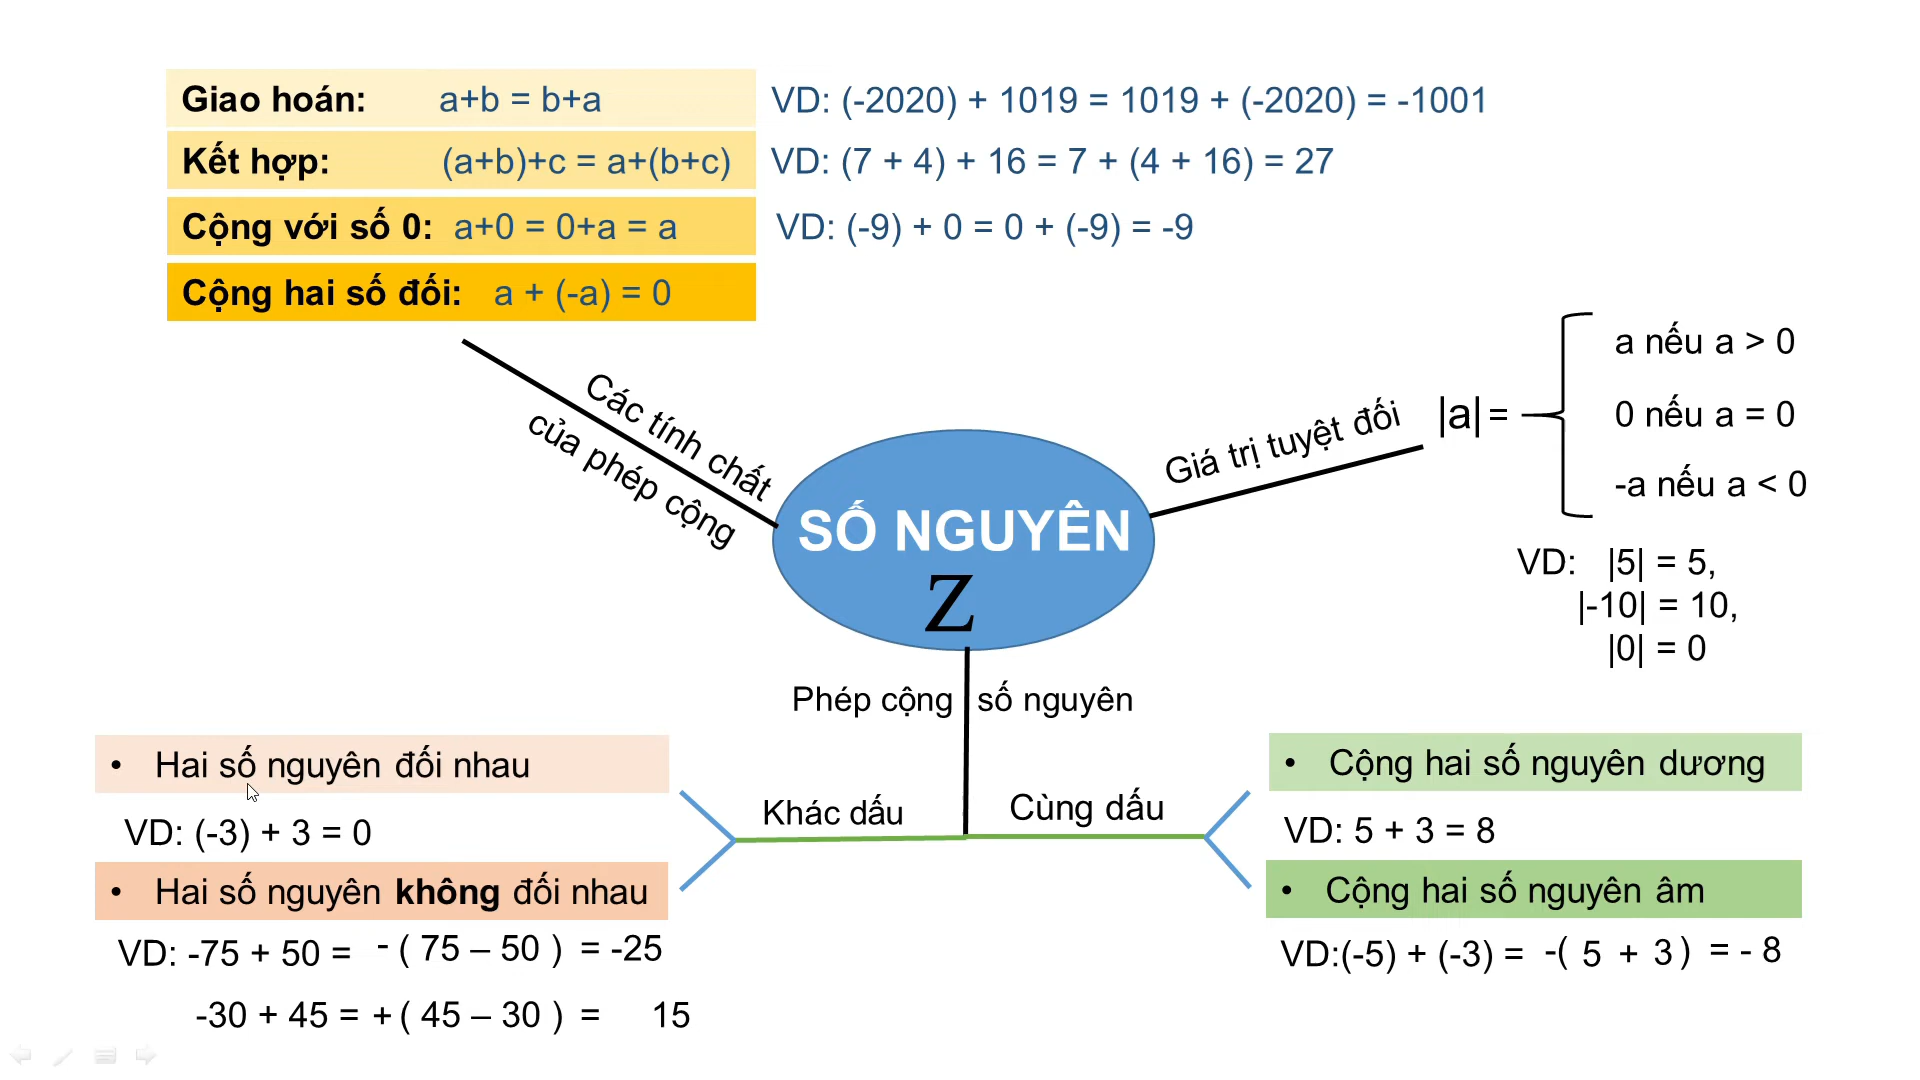 Giao hoán: a+b = b+a VD: (-2020) + 1019 = 1019 + (-2020) = -1001
Kết hợp: (a+b)+c = a+(b+c) VD: (7 + 4) + 16 = 7 + (4 + 16) = 27
Cộng với số 0: a+0 = 0+a = a VD: (-9) + 0 = 0 + (-9) = -9
Cộng hai số đối: a + (-a) = 0
Các tính chất
của phép cộng
Giá trị tuyệt đối
|a| =
a nếu a > 0
0 nếu a = 0
-a nếu a < 0
VD: |5| = 5,
|-10| = 10,
|0| = 0
SỐ NGUYÊN
Z
Phép cộng số nguyên
Khác dấu
Cùng dấu
• Hai số nguyên đối nhau
VD: (-3) + 3 = 0
• Hai số nguyên không đối nhau
VD: -75 + 50 = - ( 75 – 50 ) = -25
-30 + 45 = + ( 45 – 30 ) = 15
• Cộng hai số nguyên dương
VD: 5 + 3 = 8
• Cộng hai số nguyên âm
VD:(-5) + (-3) = -( 5 + 3 ) = - 8